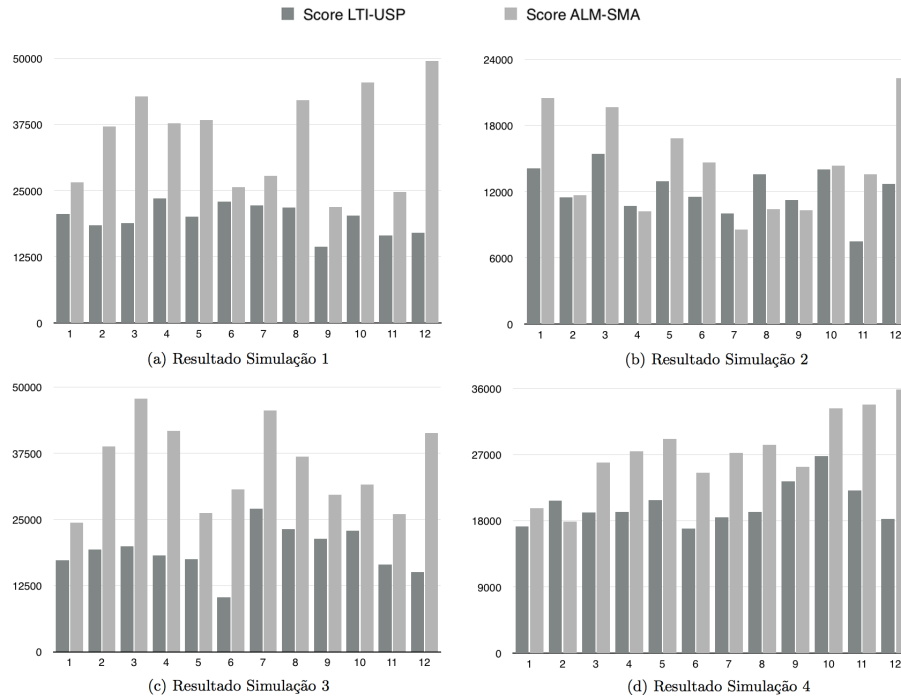 Score LTI-USP
Score ALM-SMA
50000
37500
25000
12500
0
1 2 3 4 5 6 7 8 9 10 11 12
(a) Resultado Simulação 1
24000
18000
12000
6000
0
1 2 3 4 5 6 7 8 9 10 11 12
(b) Resultado Simulação 2
50000
37500
25000
12500
0
1 2 3 4 5 6 7 8 9 10 11 12
(c) Resultado Simulação 3
36000
27000
18000
9000
0
1 2 3 4 5 6 7 8 9 10 11 12
(d) Resultado Simulação 4